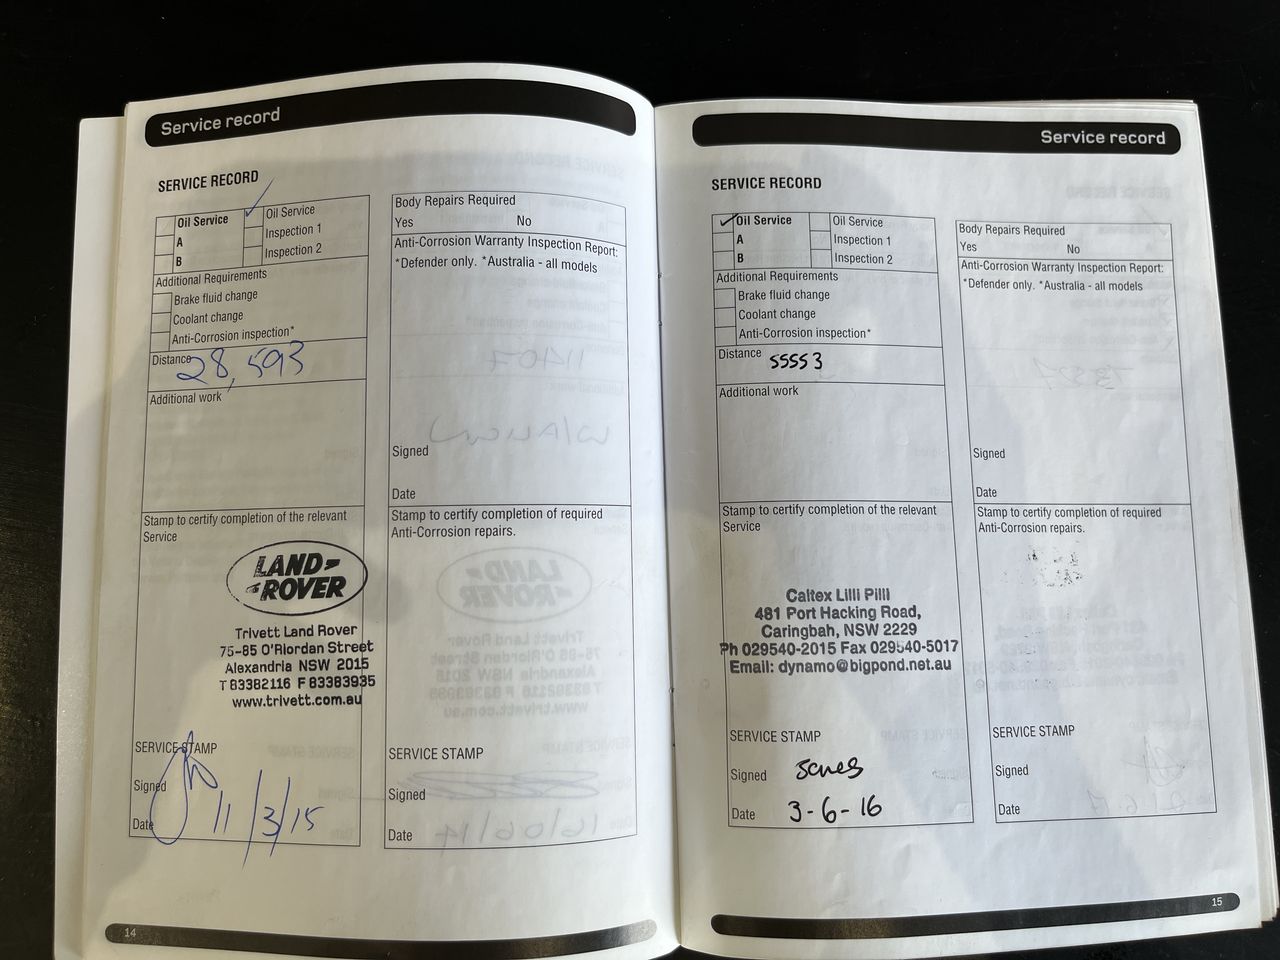 Service record
SERVICE RECORD
Oil Service
A
B
Oil Service
Inspection 1
Inspection 2
Additional Requirements
Brake fluid change
Coolant change
Anti-Corrosion inspection*
Distance
28,593
Additional work
Stamp to certify completion of the relevant
Service
LAND-
ROVER
Trivett Land Rover
75-85 O'Riordan Street
Alexandria NSW 2015
T 83382116 F 83383935
www.trivett.com.au
SERVICE STAMP
Signed
Date 11/3/15
Body Repairs Required
Yes No
Anti-Corrosion Warranty Inspection Report:
*Defender only. *Australia - all models
Signed
Date
Stamp to certify completion of required
Anti-Corrosion repairs.
SERVICE STAMP
Signed
Date
14
Service record
SERVICE RECORD
Oil Service
A
B
Oil Service
Inspection 1
Inspection 2
Additional Requirements
Brake fluid change
Coolant change
Anti-Corrosion inspection*
Distance 55553
Additional work
Stamp to certify completion of the relevant
Service
Caltex Lilli Pilli
481 Port Hacking Road,
Caringbah, NSW 2229
Ph 029540-2015 Fax 029540-5017
Email: dynamo@bigpond.net.au
SERVICE STAMP
Signed
Date 3-6-16
Body Repairs Required
Yes No
Anti-Corrosion Warranty Inspection Report:
*Defender only. *Australia - all models
Signed
Date
Stamp to certify completion of required
Anti-Corrosion repairs.
SERVICE STAMP
Signed
Date
15